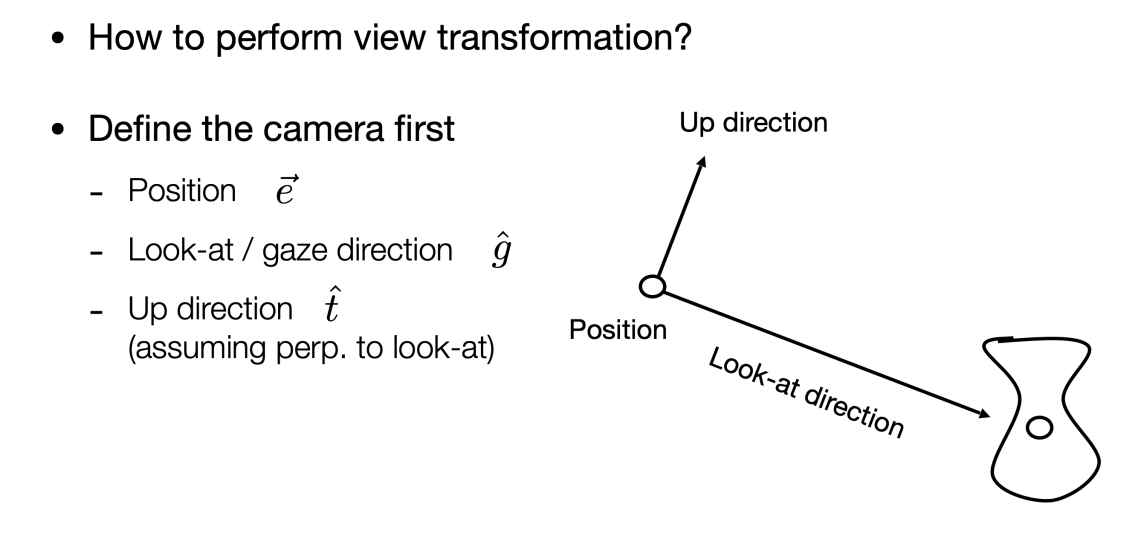 • How to perform view transformation?
• Define the camera first
- Position $\vec{e}$
- Look-at / gaze direction $\hat{g}$
- Up direction $\hat{t}$
(assuming perp. to look-at)
Up direction
Position
Look-at direction